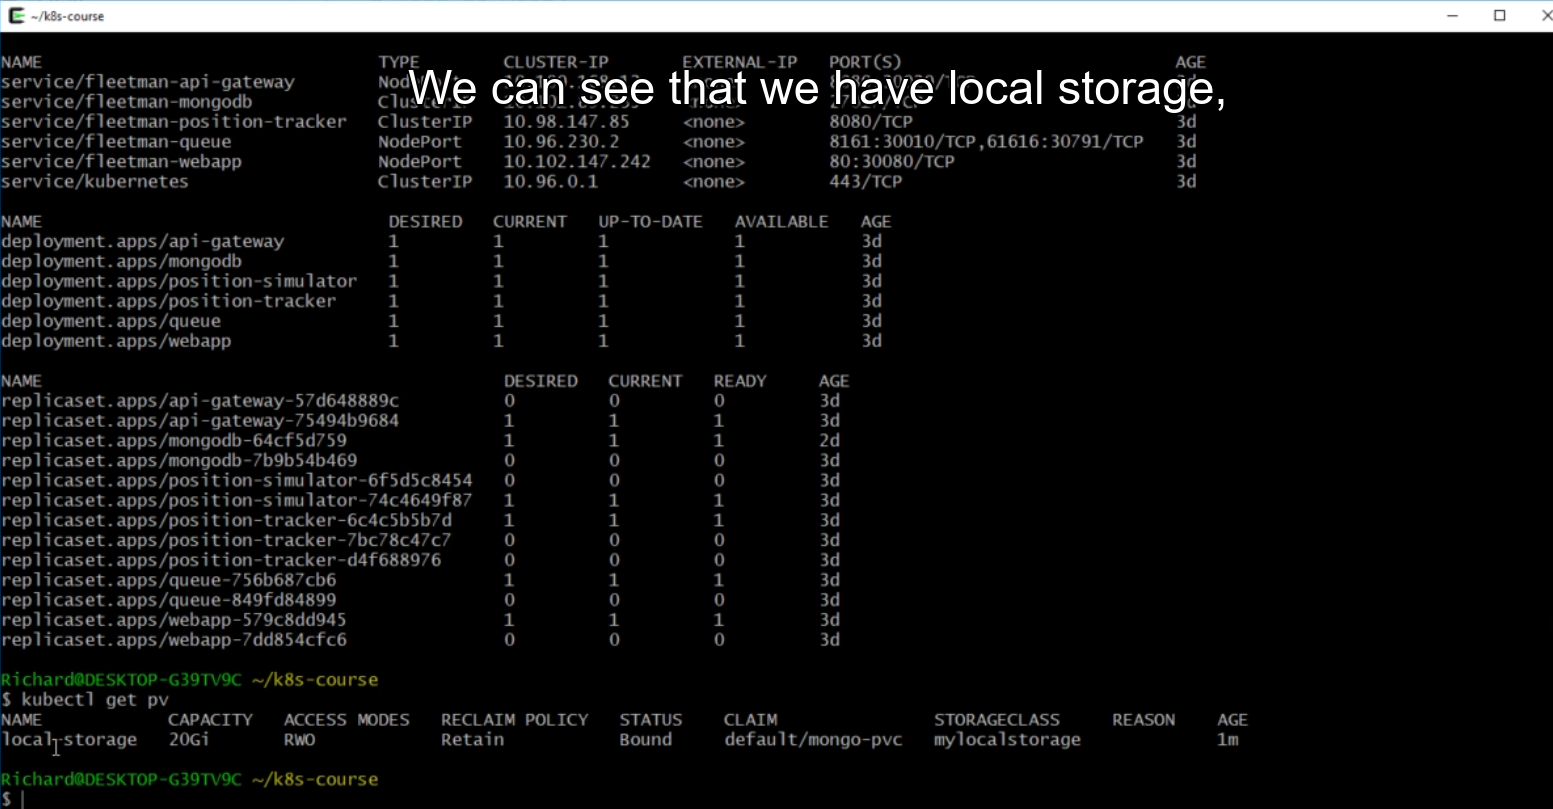 ~/k8s-course
NAME TYPE CLUSTER-IP EXTERNAL-IP PORT(S) AGE
service/fleetman-api-gateway
We can see that we have local storage,
service/fleetman-mongodb
service/fleetman-position-tracker ClusterIP 10.98.147.85 <none> 8080/TCP 3d
service/fleetman-queue NodePort 10.96.230.2 <none> 8161:30010/TCP,61616:30791/TCP 3d
service/fleetman-webapp NodePort 10.102.147.242 <none> 80:30080/TCP 3d
service/kubernetes ClusterIP 10.96.0.1 <none> 443/TCP 3d
NAME DESIRED CURRENT UP-TO-DATE AVAILABLE AGE
deployment.apps/api-gateway 1 1 1 1 3d
deployment.apps/mongodb 1 1 1 1 3d
deployment.apps/position-simulator 1 1 1 1 3d
deployment.apps/position-tracker 1 1 1 1 3d
deployment.apps/queue 1 1 1 1 3d
deployment.apps/webapp 1 1 1 1 3d
NAME DESIRED CURRENT READY AGE
replicaset.apps/api-gateway-57d648889c 0 0 0 3d
replicaset.apps/api-gateway-75494b9684 1 1 1 3d
replicaset.apps/mongodb-64cf5d759 1 1 1 2d
replicaset.apps/mongodb-7b9b54b469 0 0 0 3d
replicaset.apps/position-simulator-6f5d5c8454 0 0 0 3d
replicaset.apps/position-simulator-74c4649f87 1 1 1 3d
replicaset.apps/position-tracker-6c4c5b5b7d 1 1 1 3d
replicaset.apps/position-tracker-7bc78c47c7 0 0 0 3d
replicaset.apps/position-tracker-d4f688976 0 0 0 3d
replicaset.apps/queue-756b687cb6 1 1 1 3d
replicaset.apps/queue-849fd84899 0 0 0 3d
replicaset.apps/webapp-579c8dd945 1 1 1 3d
replicaset.apps/webapp-7dd854cfc6 0 0 0 3d
Richard@DESKTOP-G39TV9C ~/k8s-course
$ kubectl get pv
NAME CAPACITY ACCESS MODES RECLAIM POLICY STATUS CLAIM STORAGECLASS REASON AGE
local-storage 20Gi RWO Retain Bound default/mongo-pvc mylocalstorage 1m
Richard@DESKTOP-G39TV9C ~/k8s-course
$